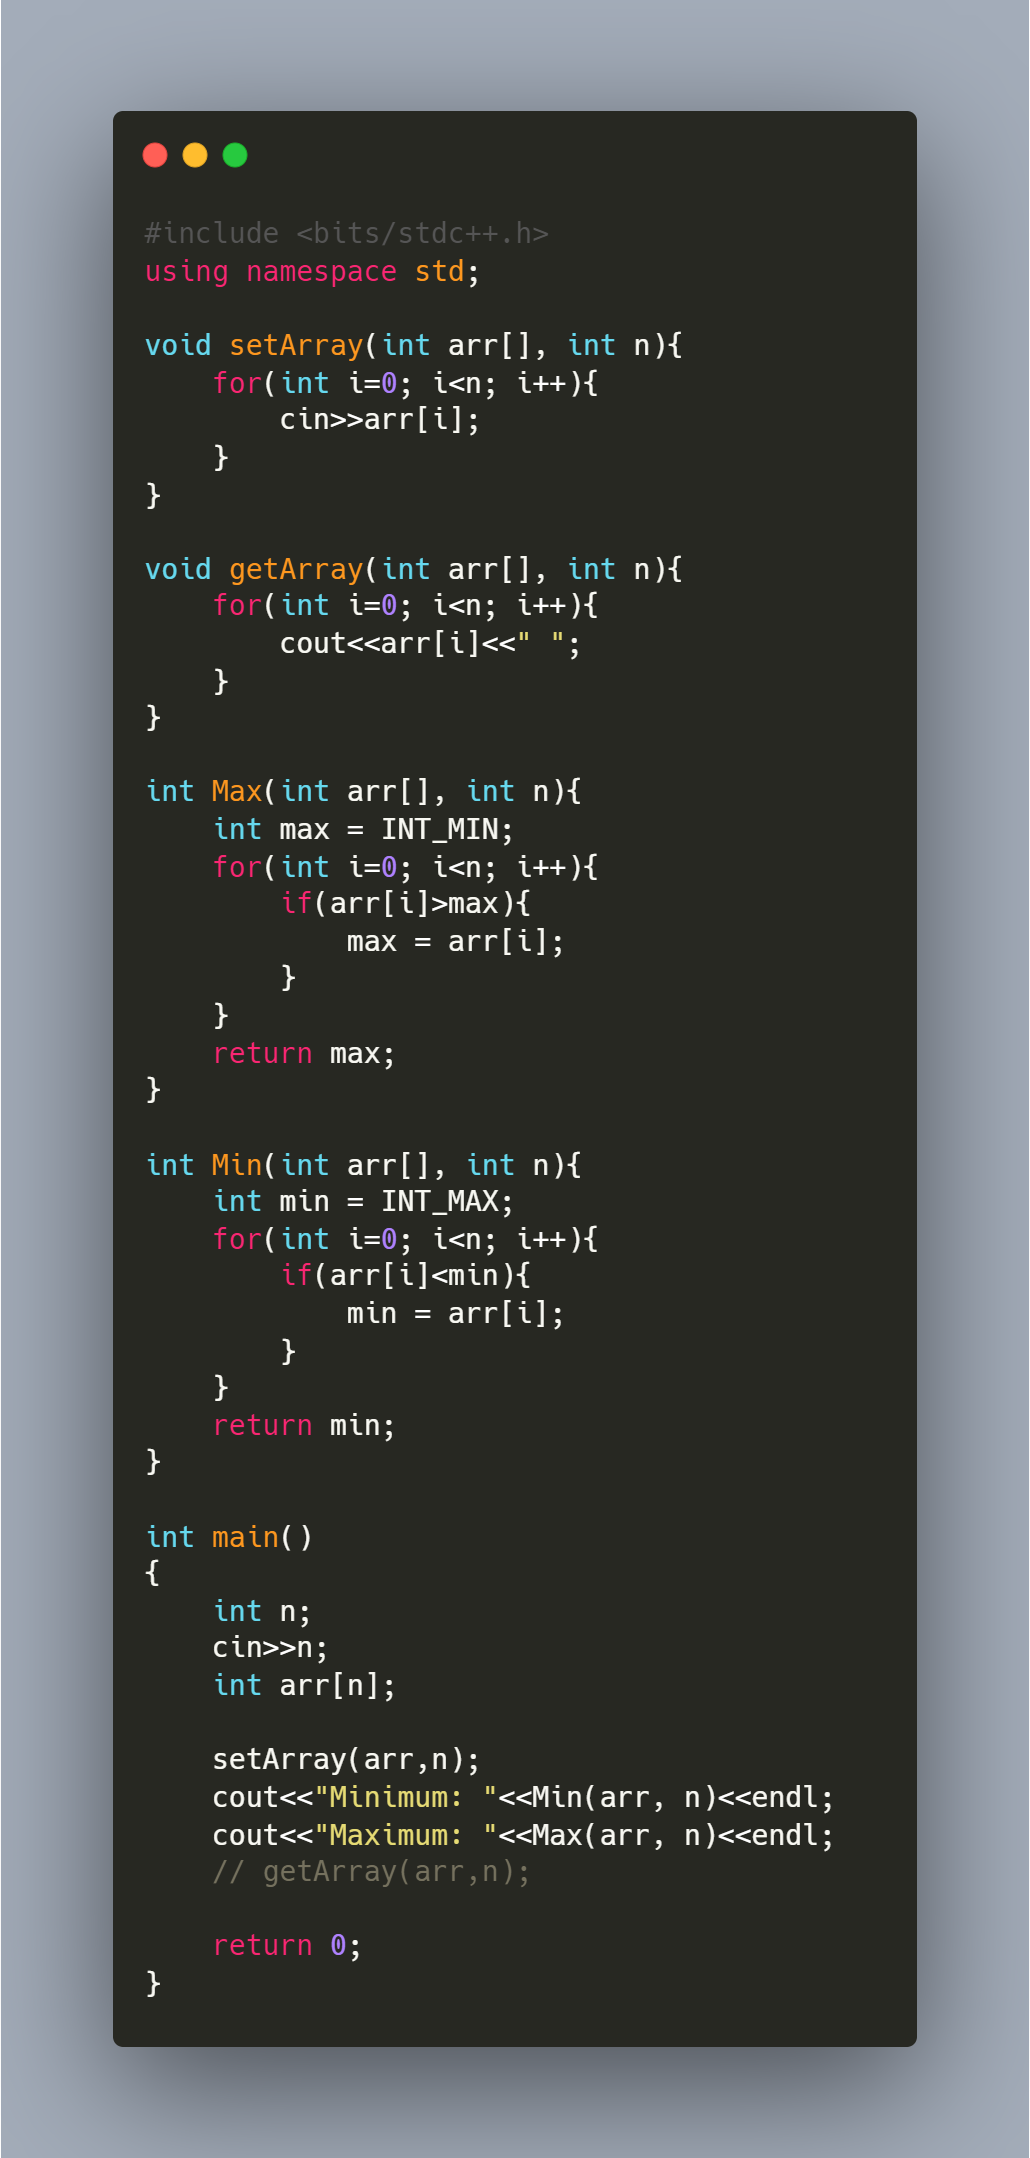 #include <bits/stdc++.h>
using namespace std;

void setArray(int arr[], int n){
    for(int i=0; i<n; i++){
        cin>>arr[i];
    }
}

void getArray(int arr[], int n){
    for(int i=0; i<n; i++){
        cout<<arr[i]<<" ";
    }
}

int Max(int arr[], int n){
    int max = INT_MIN;
    for(int i=0; i<n; i++){
        if(arr[i]>max){
            max = arr[i];
        }
    }
    return max;
}

int Min(int arr[], int n){
    int min = INT_MAX;
    for(int i=0; i<n; i++){
        if(arr[i]<min){
            min = arr[i];
        }
    }
    return min;
}

int main()
{
    int n;
    cin>>n;
    int arr[n];

    setArray(arr,n);
    cout<<"Minimum: "<<Min(arr, n)<<endl;
    cout<<"Maximum: "<<Max(arr, n)<<endl;
    // getArray(arr,n);

    return 0;
}